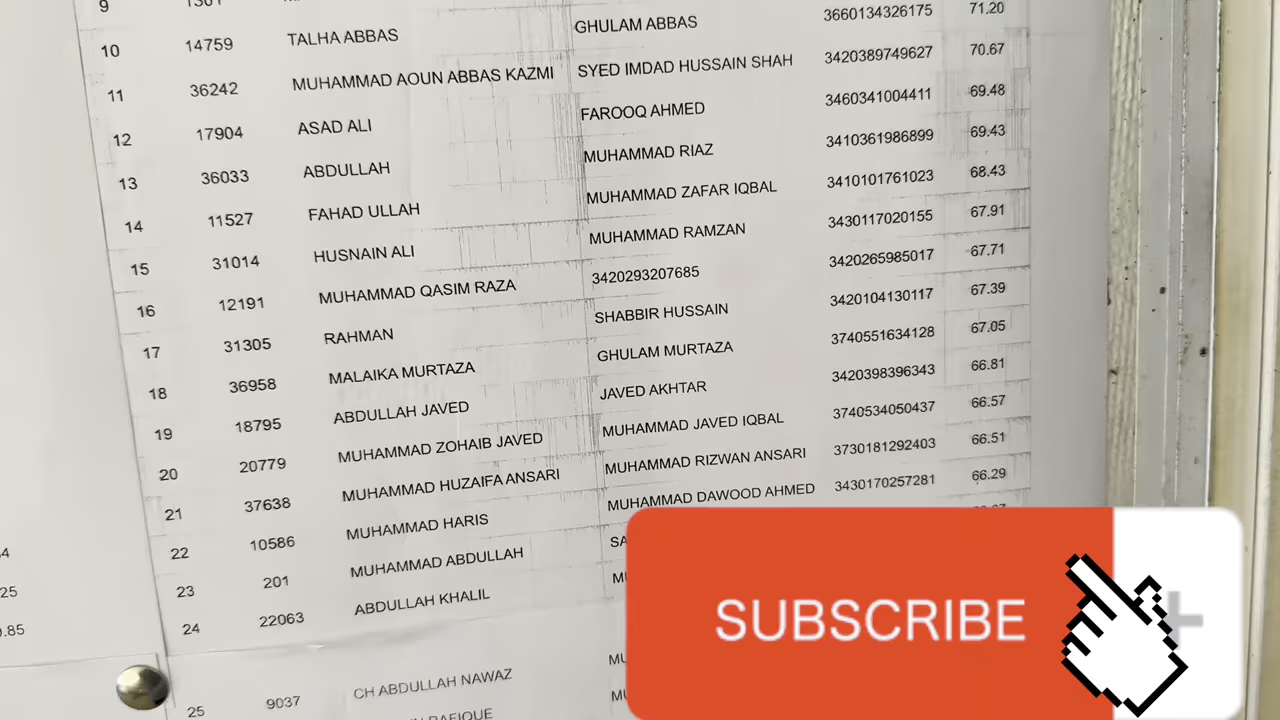 9
10 14759 TALHA ABBAS GHULAM ABBAS 3660134326175 71.20
11 36242 MUHAMMAD AOUN ABBAS KAZMI SYED IMDAD HUSSAIN SHAH 3420389749627 70.67
12 17904 ASAD ALI FAROOQ AHMED 3460341004411 69.48
13 36033 ABDULLAH MUHAMMAD RIAZ 3410361986899 69.43
14 11527 FAHAD ULLAH MUHAMMAD ZAFAR IQBAL 3410101761023 68.43
15 31014 HUSNAIN ALI MUHAMMAD RAMZAN 3430117020155 67.91
16 12191 MUHAMMAD QASIM RAZA 3420293207685 3420265985017 67.71
17 31305 RAHMAN SHABBIR HUSSAIN 3420104130117 67.39
18 36958 MALAIKA MURTAZA GHULAM MURTAZA 3740551634128 67.05
19 18795 ABDULLAH JAVED JAVED AKHTAR 3420398396343 66.81
20 20779 MUHAMMAD ZOHAIB JAVED MUHAMMAD JAVED IQBAL 3740534050437 66.57
21 37638 MUHAMMAD HUZAIFA ANSARI MUHAMMAD RIZWAN ANSARI 3730181292403 66.51
22 10586 MUHAMMAD HARIS MUHAMMAD DAWOOD AHMED 3430170257281 66.29
23 201 MUHAMMAD ABDULLAH SA
24 22063 ABDULLAH KHALIL MU
25 9037 CH ABDULLAH NAWAZ MU
RAFIQUE MU
SUBSCRIBE